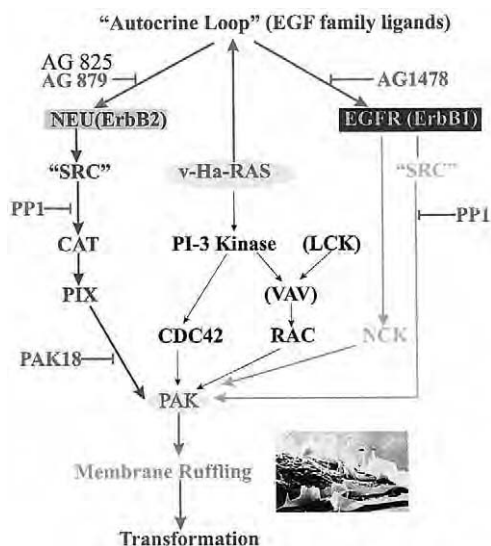 “Autocrine Loop” (EGF family ligands)
AG 825
AG 879
AG1478
NEU(ErbB2)
EGFR (ErbB1)
“SRC”
v-Ha-RAS
“SRC”
PP1
PP1
CAT
PI-3 Kinase
(LCK)
PIX
(VAV)
CDC42
RAC
NCK
PAK18
PAK
Membrane Ruffling
Transformation